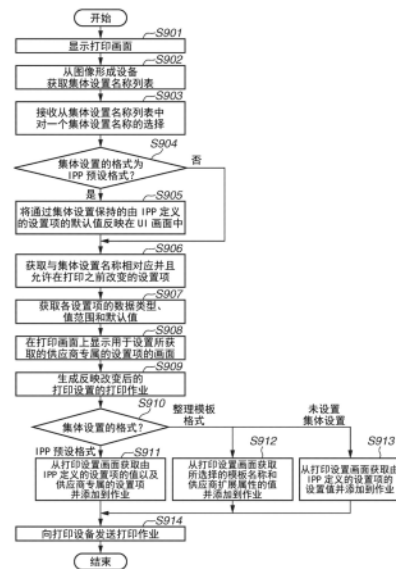 开始
S901
显示打印画面
S902
从图像形成设备
获取集体设置名称列表
S903
接收从集体设置名称列表中
对一个集体设置名称的选择
S904
集体设置的格式为
IPP 预设格式?
否
是
S905
将通过集体设置保持的由 IPP 定义
的设置项的默认值反映在 UI 画面中
S906
获取与集体设置名称相对应并且
允许在打印之前改变的设置项
S907
获取各设置项的数据类型、
值范围和默认值
S908
在打印画面上显示用于设置所获
取的供应商专属的设置项的画面
S909
生成反映改变后的
打印设置的打印作业
S910
集体设置的格式?
整理模板
格式
未设置
集体设置
IPP 预设格式
S911
从打印设置画面获取由
IPP 定义的设置项的值以及
供应商专属的设置项
并添加到作业
S912
从打印设置画面获取
所选择的模板名称和
供应商扩展属性的值
并添加到作业
S913
从打印设置画面获取由
IPP 定义的设置项的
设置值并添加到作业
S914
向打印设备发送打印作业
结束